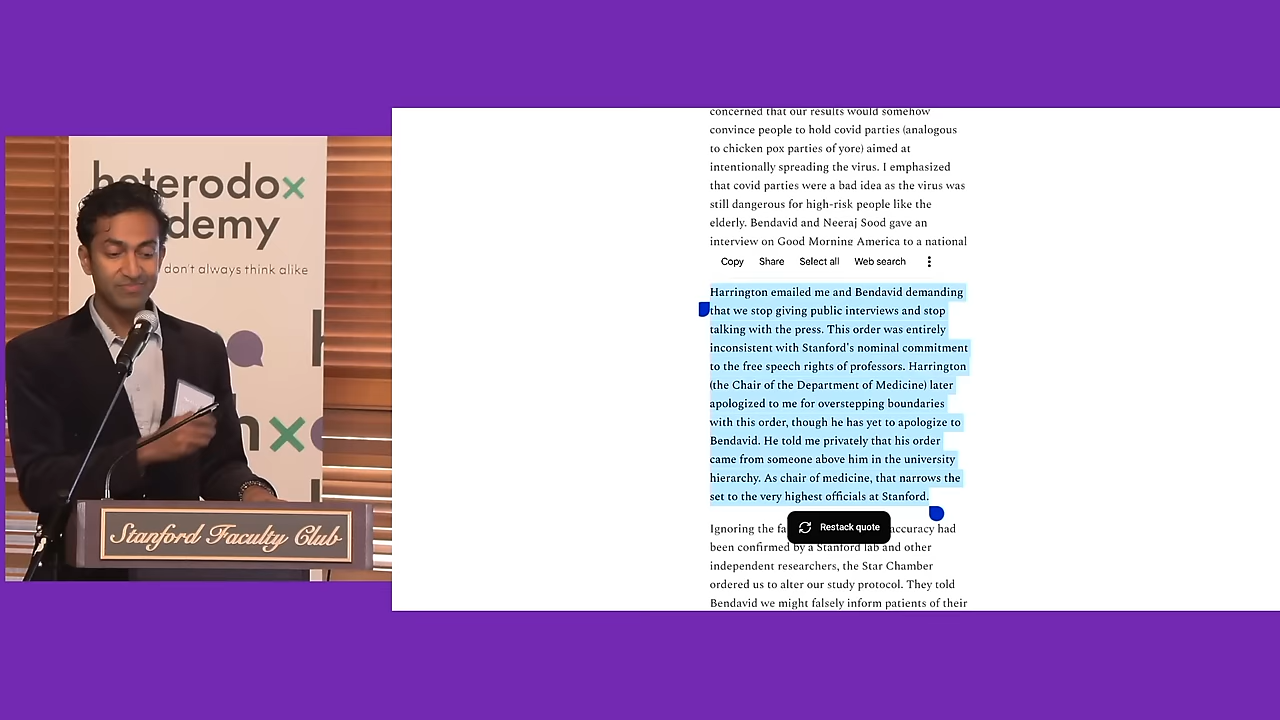 heterodox
demy
don't always think alike
h
n x
Stanford Faculty Club
concerned that our results would somehow
convince people to hold covid parties (analogous
to chicken pox parties of yore) aimed at
intentionally spreading the virus. I emphasized
that covid parties were a bad idea as the virus was
still dangerous for high-risk people like the
elderly. Bendavid and Neeraj Sood gave an
interview on Good Morning America to a national
Copy Share Select all Web search
Harrington emailed me and Bendavid demanding
that we stop giving public interviews and stop
talking with the press. This order was entirely
inconsistent with Stanford's nominal commitment
to the free speech rights of professors. Harrington
(the Chair of the Department of Medicine) later
apologized to me for overstepping boundaries
with this order, though he has yet to apologize to
Bendavid. He told me privately that his order
came from someone above him in the university
hierarchy. As chair of medicine, that narrows the
set to the very highest officials at Stanford.
Restack quote
Ignoring the fa accuracy had
been confirmed by a Stanford lab and other
independent researchers, the Star Chamber
ordered us to alter our study protocol. They told
Bendavid we might falsely inform patients of their